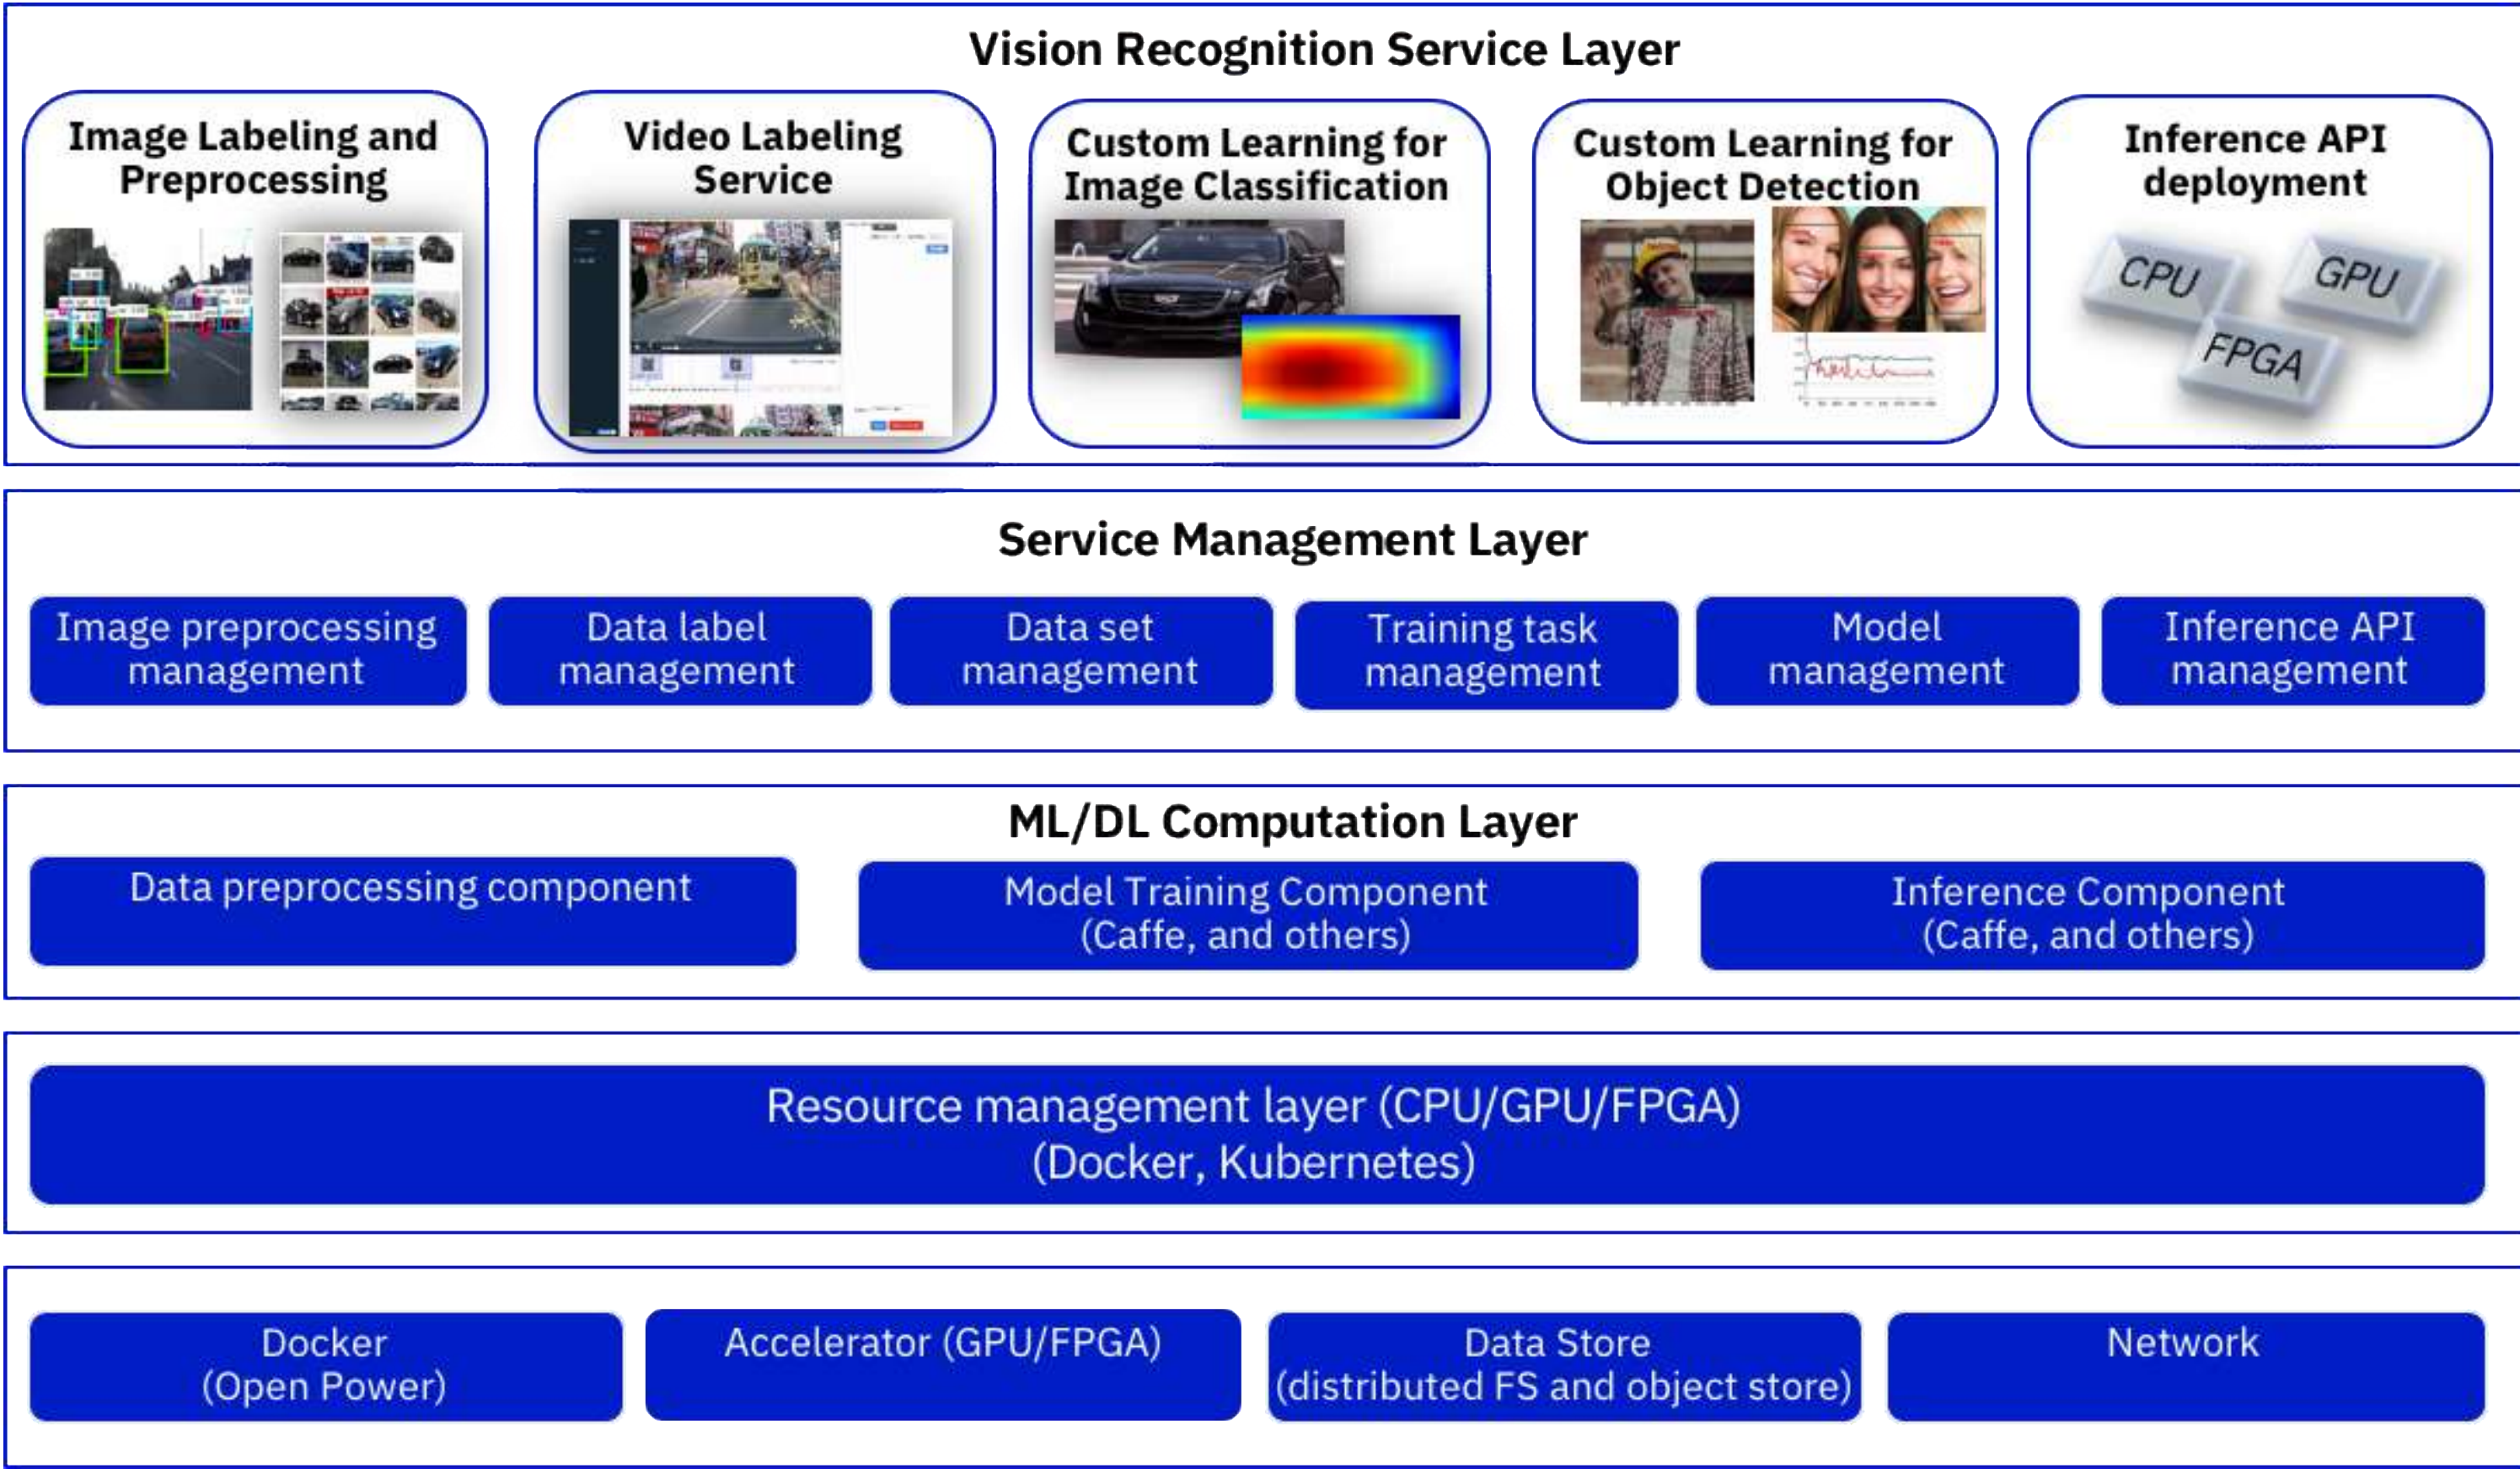 Vision Recognition Service Layer
Image Labeling and
Preprocessing
Video Labeling
Service
Custom Learning for
Image Classification
Custom Learning for
Object Detection
Inference API
deployment
CPU
GPU
FPGA
Service Management Layer
Image preprocessing
management
Data label
management
Data set
management
Training task
management
Model
management
Inference API
management
ML/DL Computation Layer
Data preprocessing component
Model Training Component
(Caffe, and others)
Inference Component
(Caffe, and others)
Resource management layer (CPU/GPU/FPGA)
(Docker, Kubernetes)
Docker
(Open Power)
Accelerator (GPU/FPGA)
Data Store
(distributed FS and object store)
Network